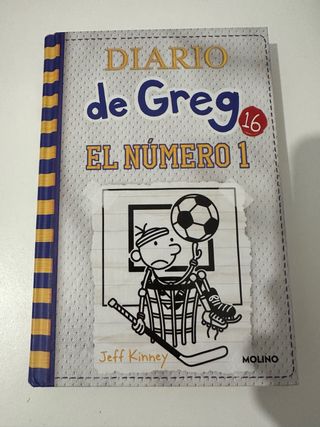 DIARIO
de Greg
16
EL NÚMERO 1
Jeff Kinney
MOLINO